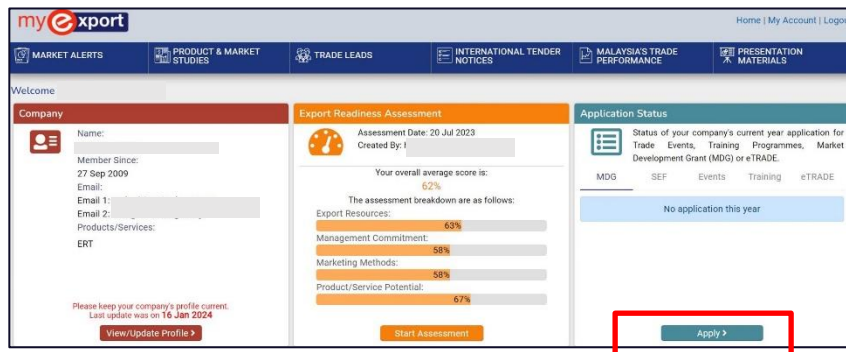 my export
Home | My Account | Logou
MARKET ALERTS
PRODUCT & MARKET
STUDIES
TRADE LEADS
INTERNATIONAL TENDER
NOTICES
MALAYSIA'S TRADE
PERFORMANCE
PRESENTATION
MATERIALS
Welcome
Company
Name:
Member Since:
27 Sep 2009
Email:
Email 1:
Email 2:
Products/Services:
ERT
Please keep your company's profile current.
Last update was on 16 Jan 2024
View/Update Profile >
Export Readiness Assessment
Assessment Date: 20 Jul 2023
Created By:
Your overall average score is:
62%
The assessment breakdown are as follows:
Export Resources:
63%
Management Commitment:
58%
Marketing Methods:
58%
Product/Service Potential:
67%
Start Assessment
Application Status
Status of your company's current year application for
Trade Events, Training Programmes, Market
Development Grant (MDG) or eTRADE.
MDG SEF Events Training eTRADE
No application this year
Apply >